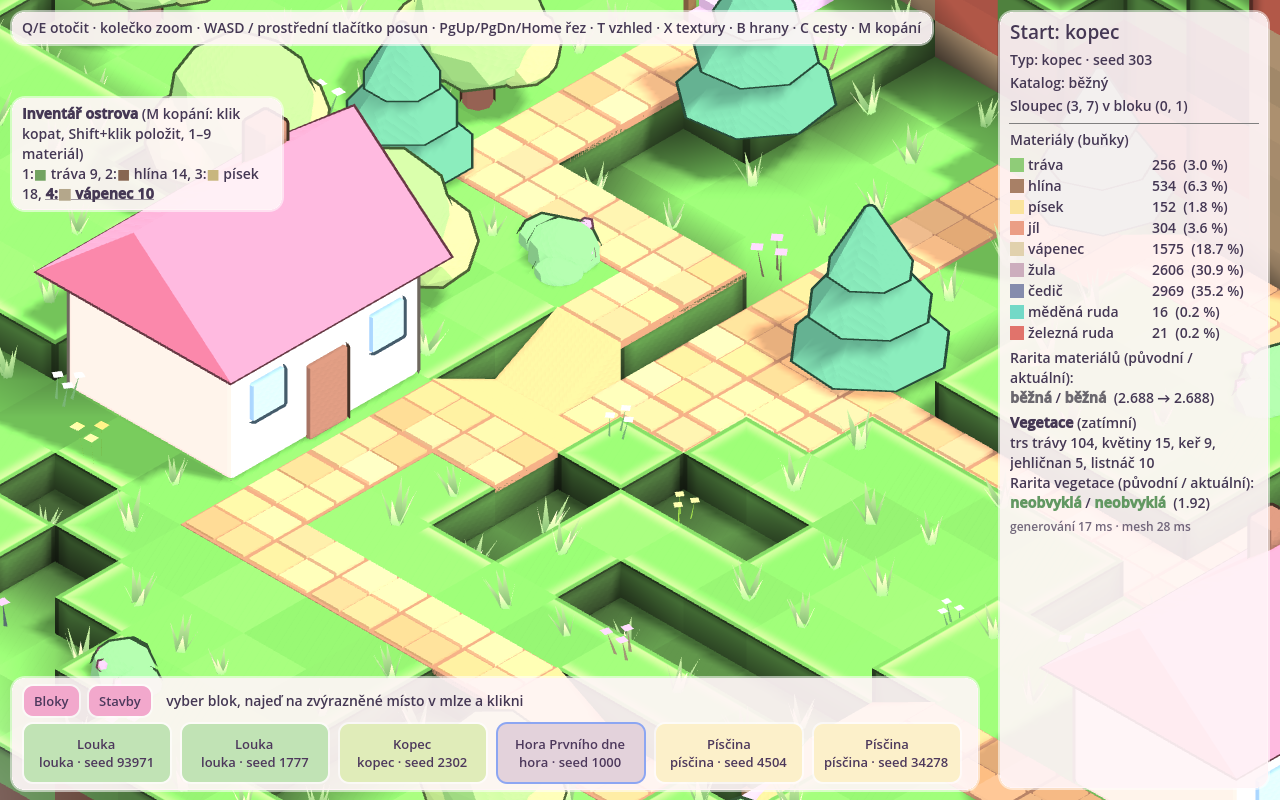 Q/E otočit · kolečko zoom · WASD / prostřední tlačítko posun · PgUp/PgDn/Home řez · T vzhled · X textury · B hrany · C cesty · M kopání
Inventář ostrova (M kopání: klik
kopat, Shift+klik položit, 1–9
materiál)
1: tráva 9, 2: hlína 14, 3: písek
18, 4: vápenec 10
Start: kopec
Typ: kopec · seed 303
Katalog: běžný
Sloupec (3, 7) v bloku (0, 1)
Materiály (buňky)
tráva 256 (3.0 %)
hlína 534 (6.3 %)
písek 152 (1.8 %)
jíl 304 (3.6 %)
vápenec 1575 (18.7 %)
žula 2606 (30.9 %)
čedič 2969 (35.2 %)
měděná ruda 16 (0.2 %)
železná ruda 21 (0.2 %)
Rarita materiálů (původní /
aktuální):
běžná / běžná (2.688 → 2.688)
Vegetace (zatímní)
trs trávy 104, květiny 15, keř 9,
jehličnan 5, listnáč 10
Rarita vegetace (původní / aktuální):
neobvyklá / neobvyklá (1.92)
generování 17 ms · mesh 28 ms
Bloky Stavby vyber blok, najeď na zvýrazněné místo v mlze a klikni
Louka
louka · seed 93971
Louka
louka · seed 1777
Kopec
kopec · seed 2302
Hora Prvního dne
hora · seed 1000
Písčina
písčina · seed 4504
Písčina
písčina · seed 34278